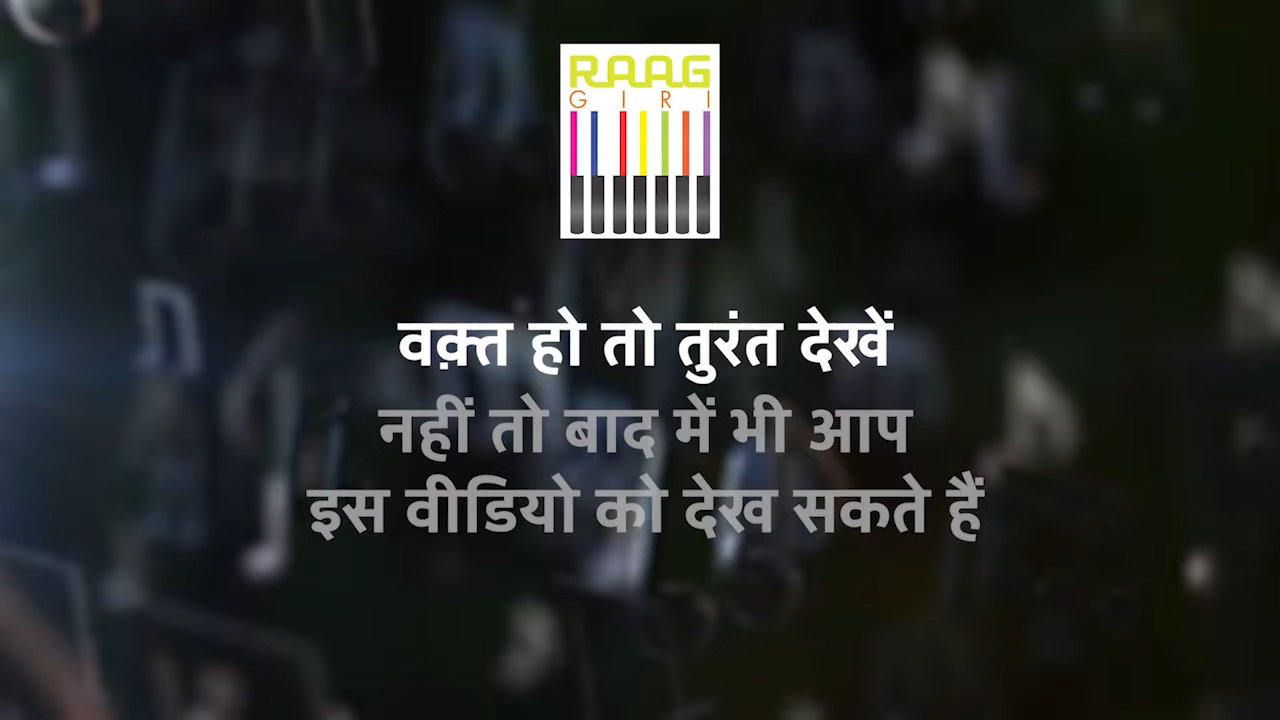 RAAG
GIRI
वक़्त हो तो तुरंत देखें
नहीं तो बाद में भी आप
इस वीडियो को देख सकते हैं